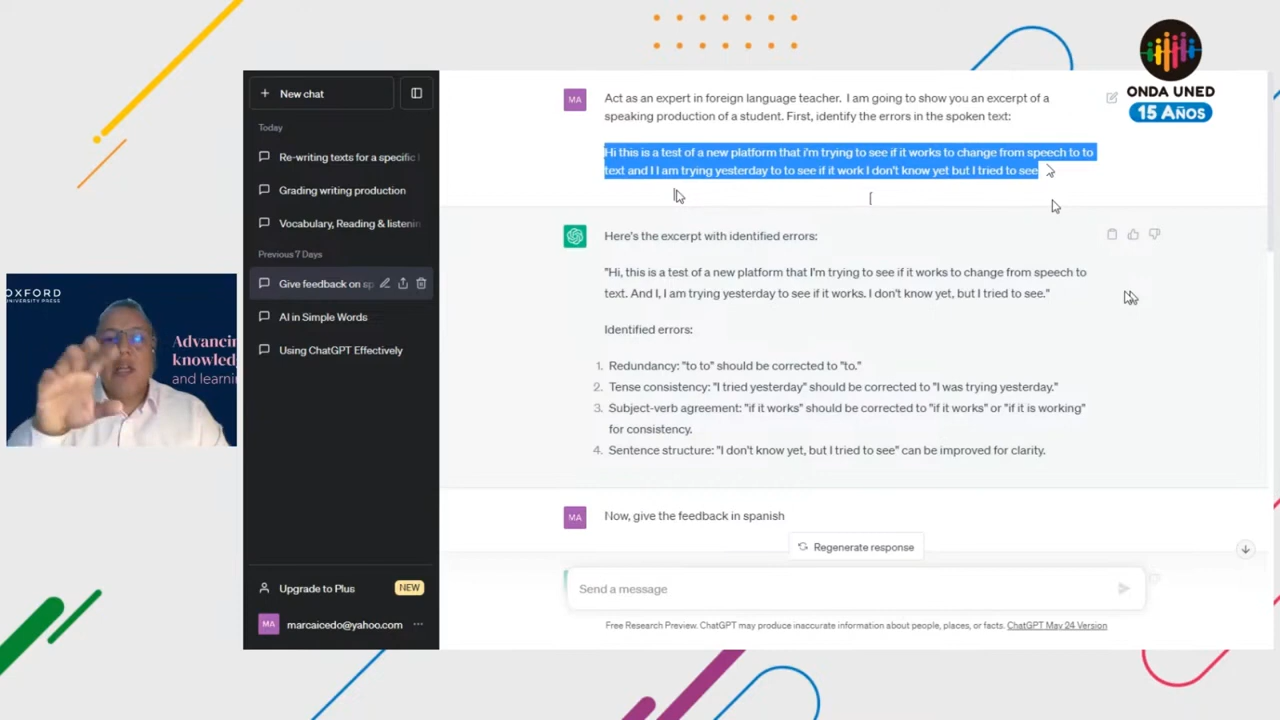 ONDA UNED
15 AÑOS
New chat
Today
Re-writing texts for a specific
Grading writing production
Vocabulary, Reading & listenin
Previous 7 Days
Give feedback on sp
AI in Simple Words
Using ChatGPT Effectively
Upgrade to Plus
NEW
MA
marcaicedo@yahoo.com
OXFORD
UNIVERSITY PRESS
Advancin
knowled
and learni
MA
Act as an expert in foreign language teacher. I am going to show you an excerpt of a
speaking production of a student. First, identify the errors in the spoken text:
Hi this is a test of a new platform that i'm trying to see if it works to change from speech to to
text and I I am trying yesterday to to see if it work I don't know yet but I tried to see
Here's the excerpt with identified errors:
"Hi, this is a test of a new platform that I'm trying to see if it works to change from speech to
text. And I, I am trying yesterday to see if it works. I don't know yet, but I tried to see."
Identified errors:
1. Redundancy: "to to" should be corrected to "to."
2. Tense consistency: "I tried yesterday" should be corrected to "I was trying yesterday."
3. Subject-verb agreement: "if it works" should be corrected to "if it works" or "if it is working"
for consistency.
4. Sentence structure: "I don't know yet, but I tried to see" can be improved for clarity.
MA
Now, give the feedback in spanish
Regenerate response
Send a message
Free Research Preview. ChatGPT may produce inaccurate information about people, places, or facts. ChatGPT May 24 Version